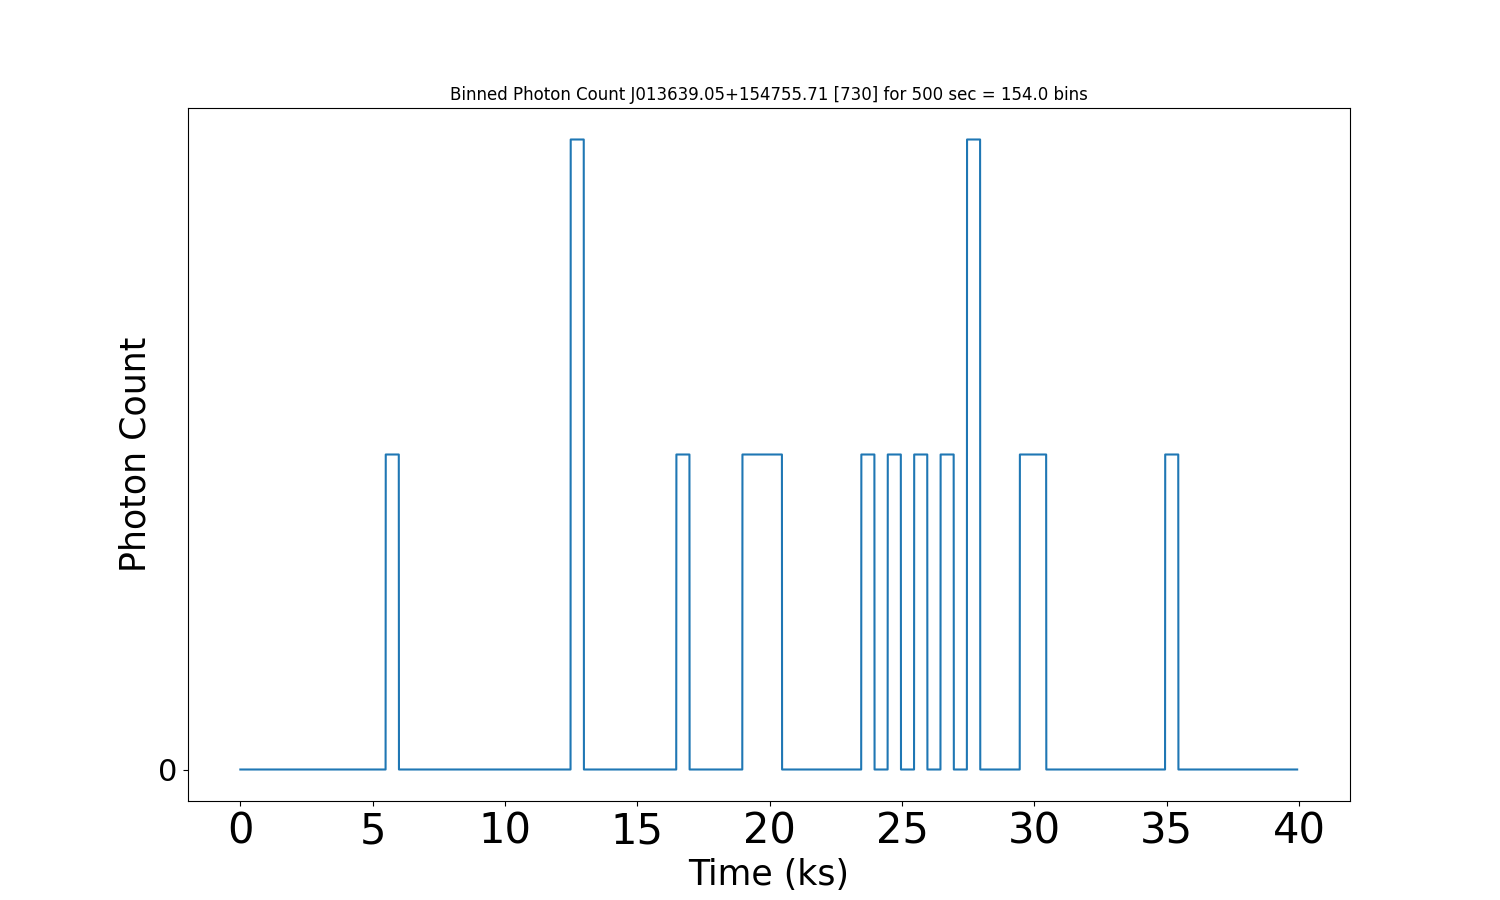 Binned Photon Count J013639.05+154755.71 [730] for 500 sec = 154.0 bins
Photon Count
0
0 5 10 15 20 25 30 35 40
Time (ks)